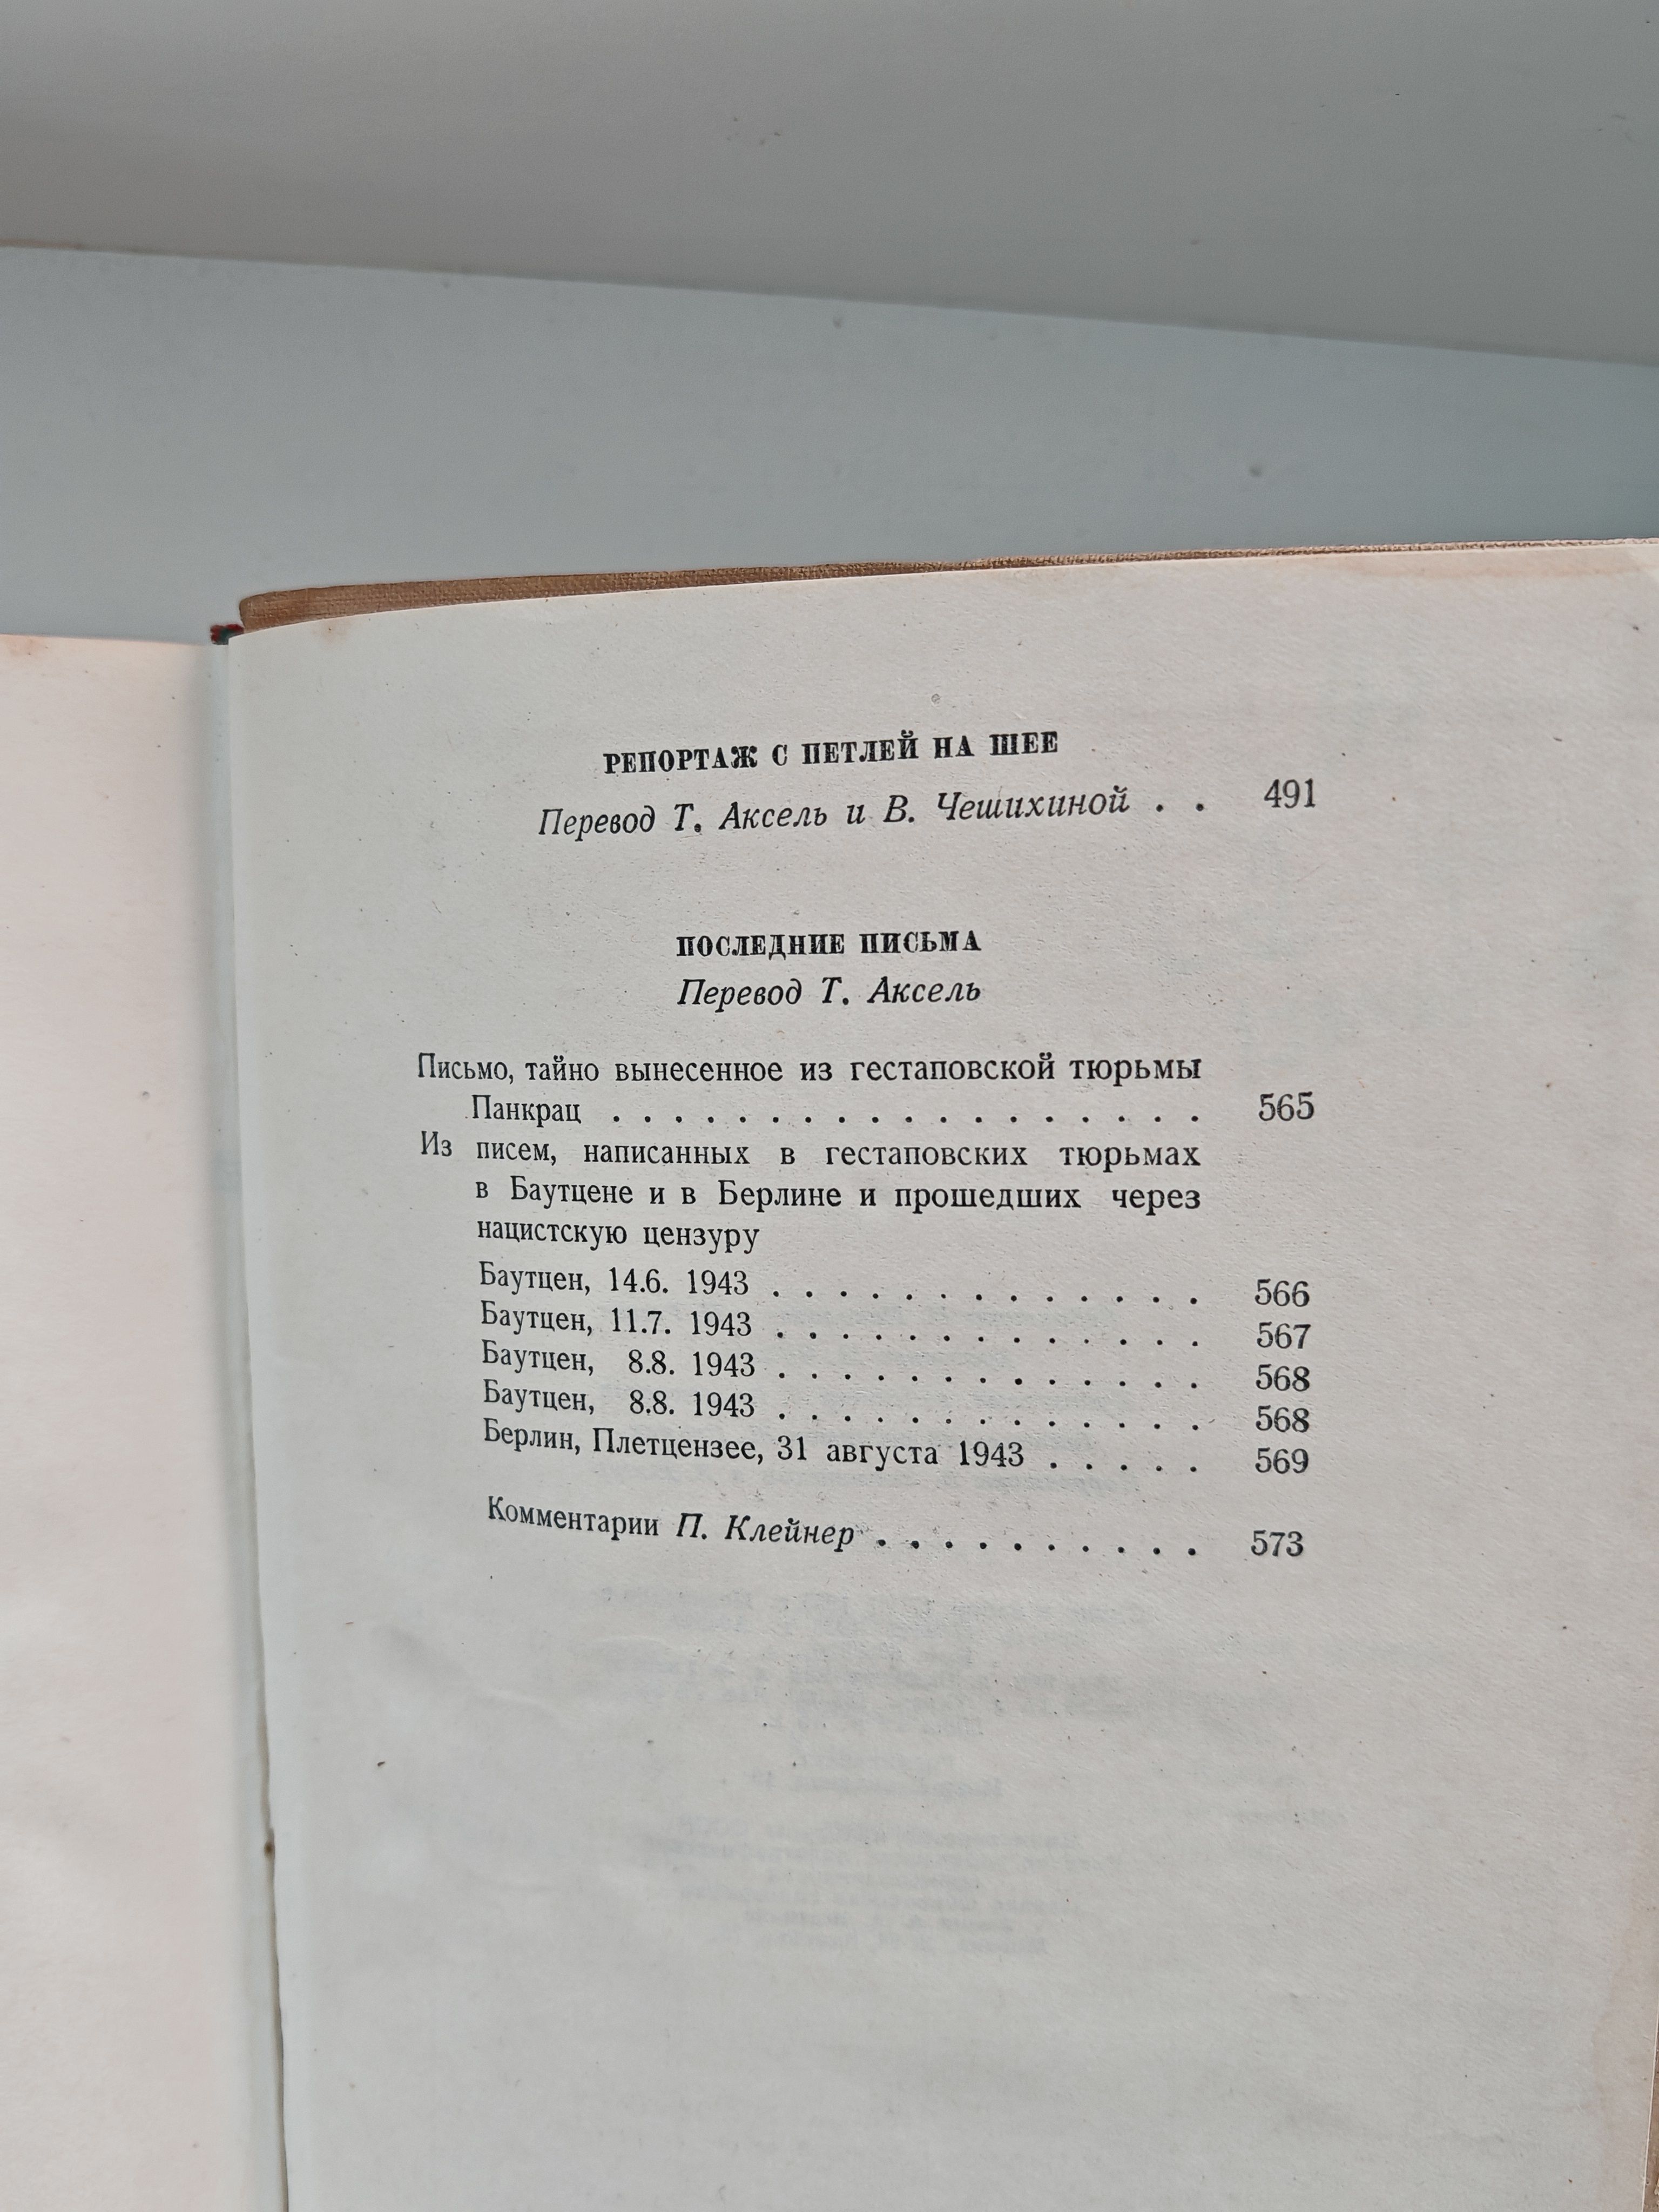 РЕПОРТАЖ С ПЕТЛЕЙ НА ШЕЕ
Перевод Т. Аксель и В. Чешихиной . . 491
ПОСЛЕДНИЕ ПИСЬМА
Перевод Т. Аксель
Письмо, тайно вынесенное из гестаповской тюрьмы
Панкрац . . . . . . . . . . . . . . . . . . . 565
Из писем, написанных в гестаповских тюрьмах
в Баутцене и в Берлине и прошедших через
нацистскую цензуру
Баутцен, 14.6. 1943 . . . . . . . . . . . . . 566
Баутцен, 11.7. 1943 . . . . . . . . . . . . . 567
Баутцен, 8.8. 1943 . . . . . . . . . . . . . 568
Баутцен, 8.8. 1943 . . . . . . . . . . . . . 568
Берлин, Плетцензее, 31 августа 1943 . . . . . 569
Комментарии П. Клейнер . . . . . . . . . . 573